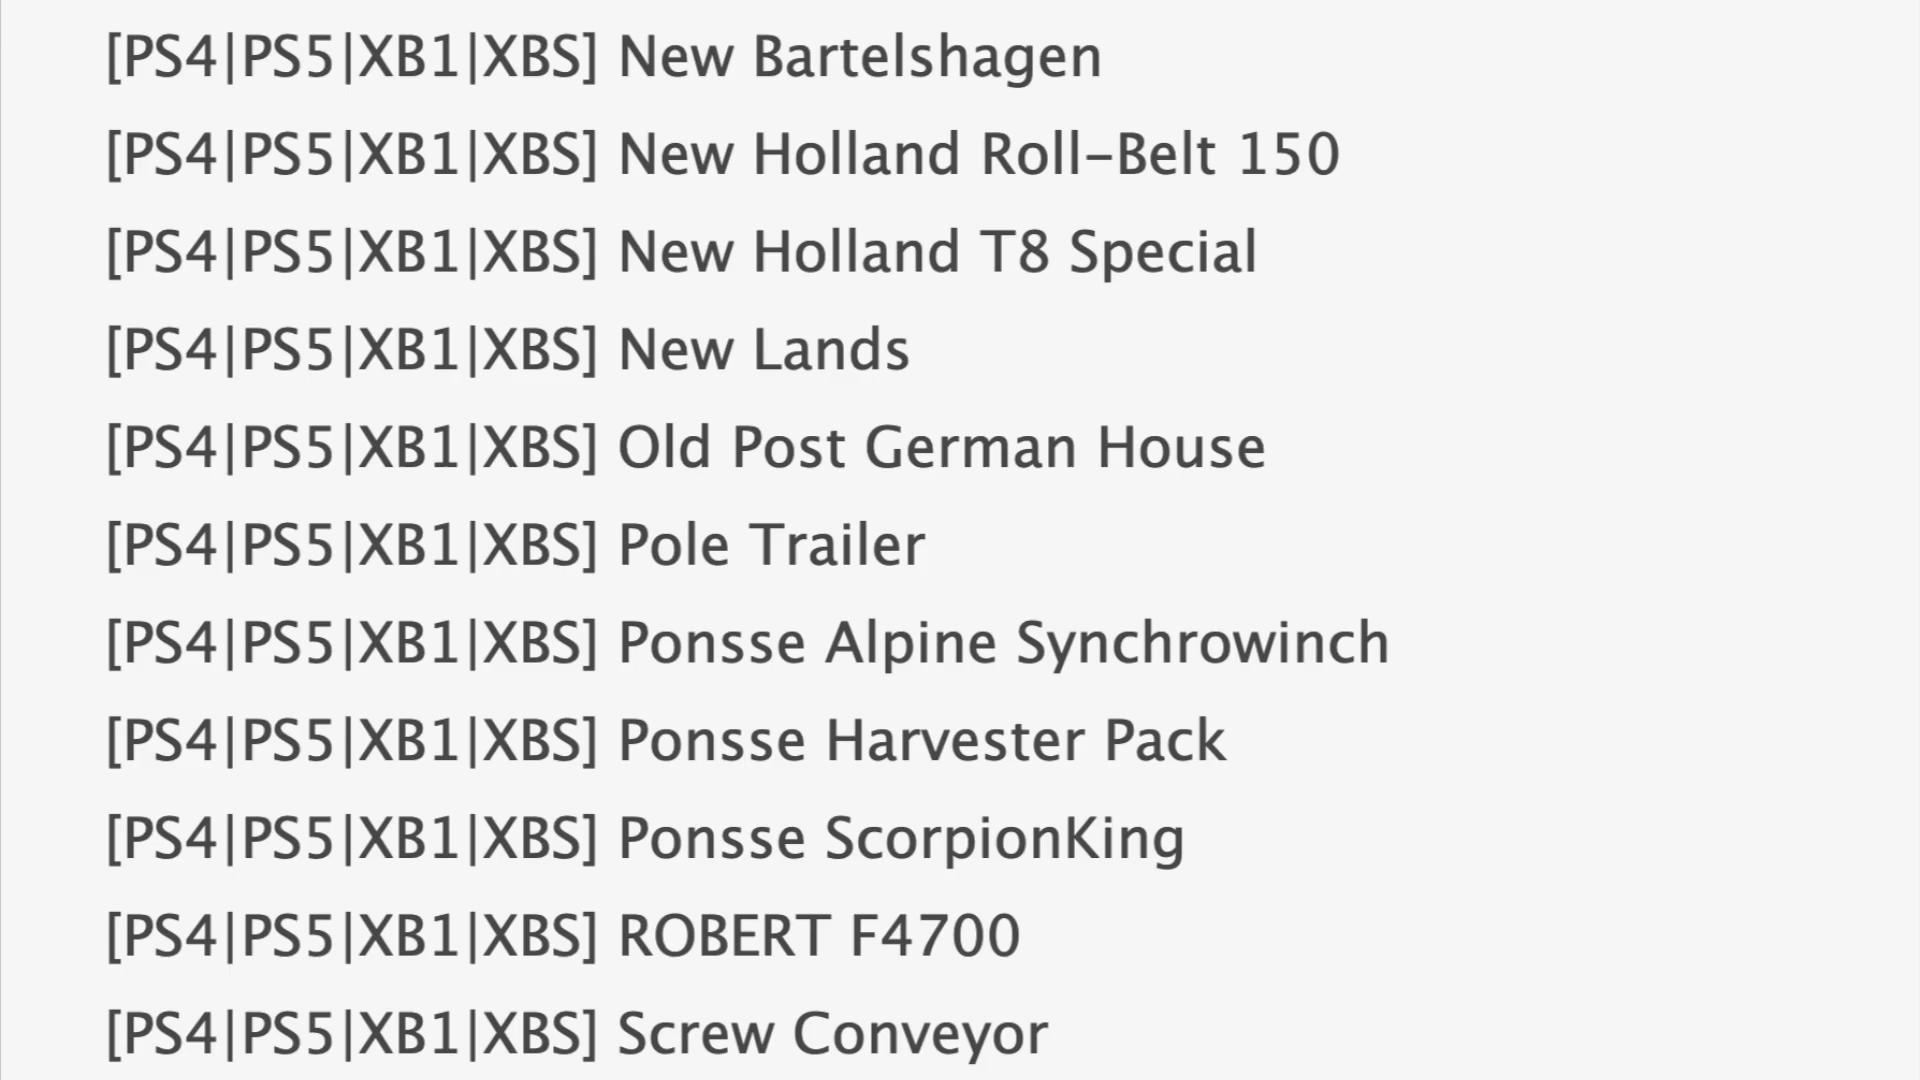 [PS4|PS5|XB1|XBS] New Bartelshagen
[PS4|PS5|XB1|XBS] New Holland Roll-Belt 150
[PS4|PS5|XB1|XBS] New Holland T8 Special
[PS4|PS5|XB1|XBS] New Lands
[PS4|PS5|XB1|XBS] Old Post German House
[PS4|PS5|XB1|XBS] Pole Trailer
[PS4|PS5|XB1|XBS] Ponsse Alpine Synchrowinch
[PS4|PS5|XB1|XBS] Ponsse Harvester Pack
[PS4|PS5|XB1|XBS] Ponsse ScorpionKing
[PS4|PS5|XB1|XBS] ROBERT F4700
[PS4|PS5|XB1|XBS] Screw Conveyor